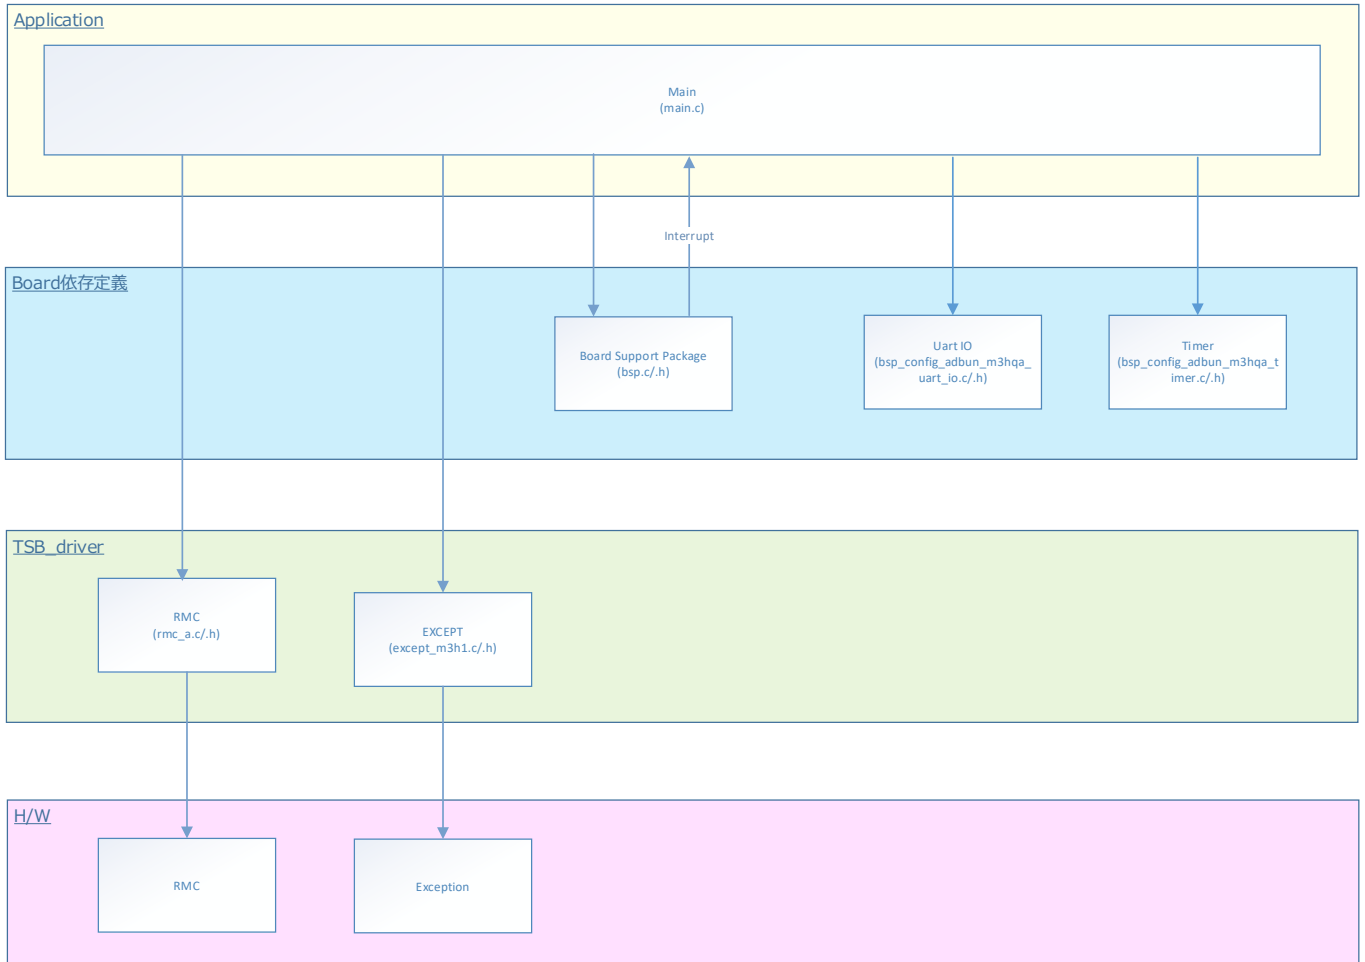 Application
Main
(main.c)
Interrupt
Board依存定義
Board Support Package
(bsp.c/.h)
Uart IO
(bsp_config_adbun_m3hqa_
uart_io.c/.h)
Timer
(bsp_config_adbun_m3hqa_t
imer.c/.h)
TSB_driver
RMC
(rmc_a.c/.h)
EXCEPT
(except_m3h1.c/.h)
H/W
RMC
Exception